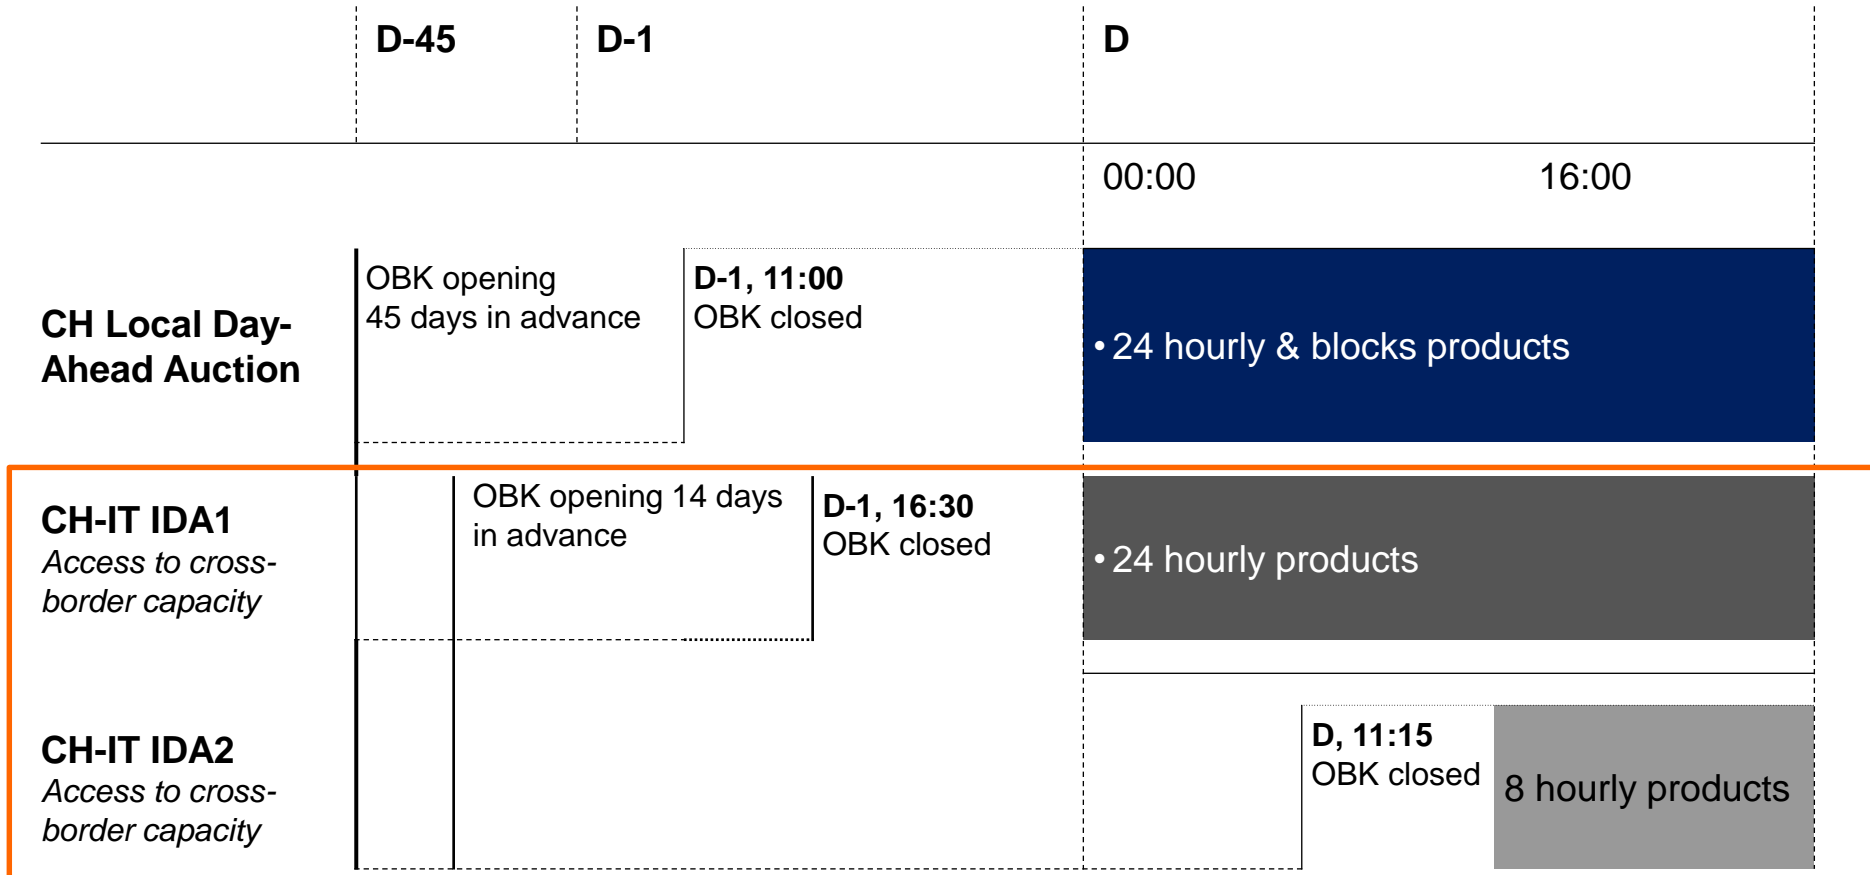 D-45
D-1
D
00:00
16:00
CH Local Day-
Ahead Auction
OBK opening
45 days in advance
D-1, 11:00
OBK closed
• 24 hourly & blocks products
CH-IT IDA1
Access to cross-
border capacity
OBK opening 14 days
in advance
D-1, 16:30
OBK closed
• 24 hourly products
CH-IT IDA2
Access to cross-
border capacity
D, 11:15
OBK closed
8 hourly products